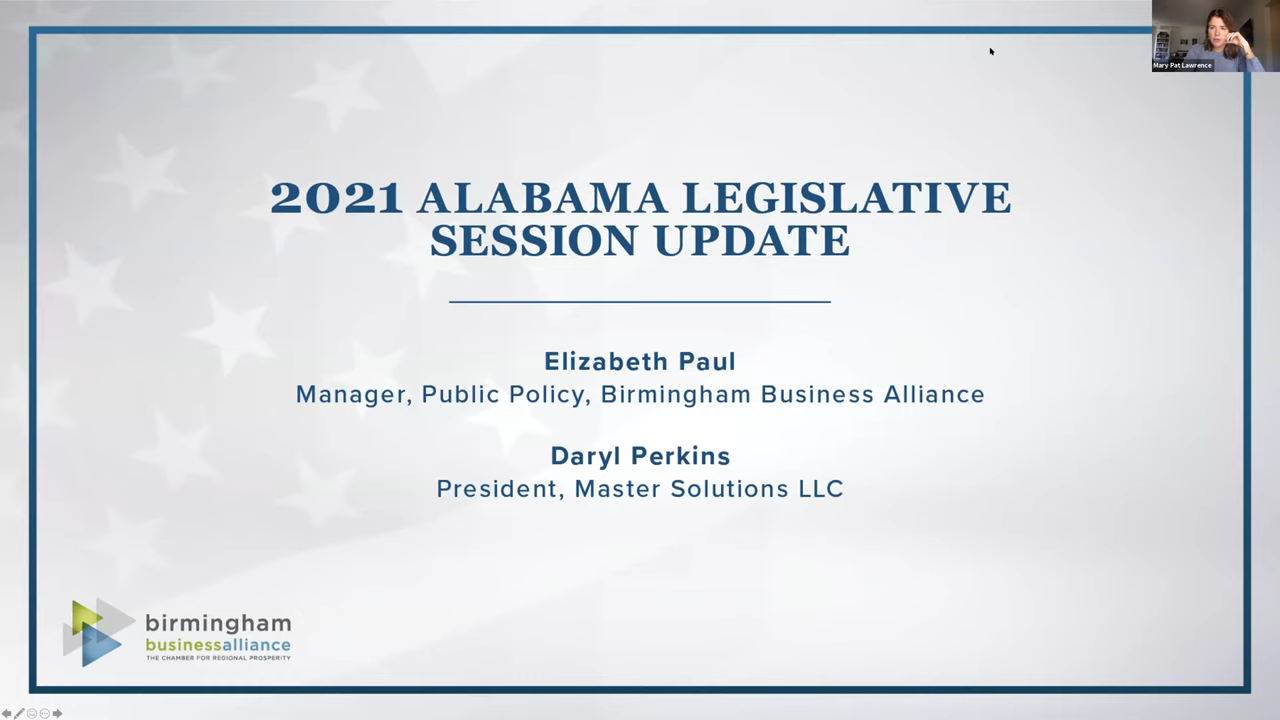 Mary Pat Lawrence
2021 ALABAMA LEGISLATIVE
SESSION UPDATE
Elizabeth Paul
Manager, Public Policy, Birmingham Business Alliance
Daryl Perkins
President, Master Solutions LLC
birmingham
businessalliance
THE CHAMBER FOR REGIONAL PROSPERITY